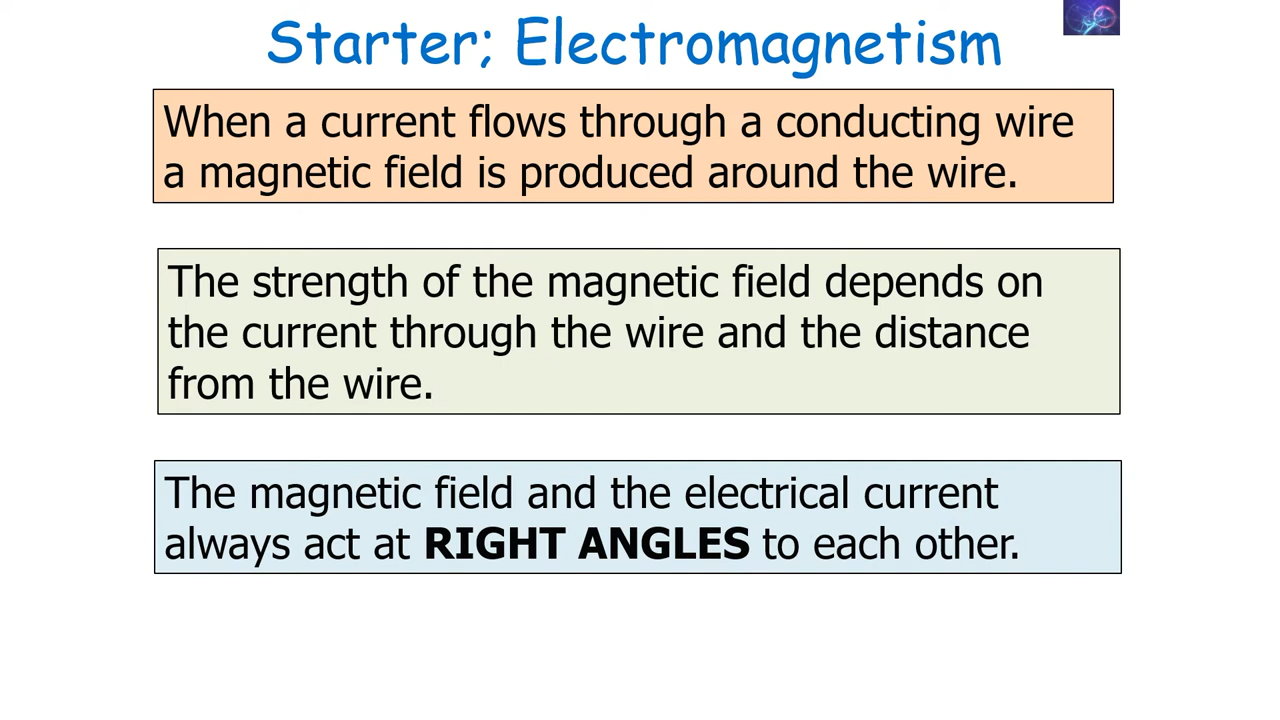 Starter; Electromagnetism
When a current flows through a conducting wire
a magnetic field is produced around the wire.
The strength of the magnetic field depends on
the current through the wire and the distance
from the wire.
The magnetic field and the electrical current
always act at RIGHT ANGLES to each other.